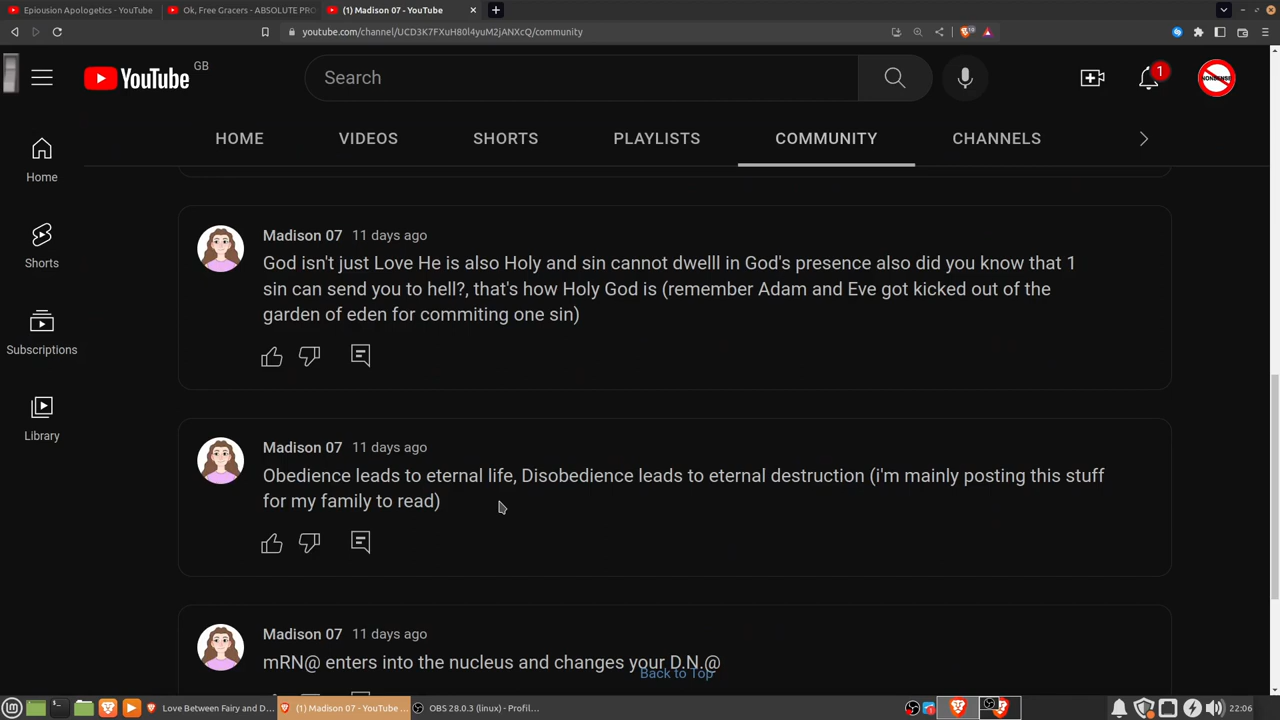 Epiousion Apologetics - YouTube
Ok, Free Gracers - ABSOLUTE PRO
(1) Madison 07 - YouTube
youtube.com/channel/UCD3K7FXuH80l4yuM2jANXcQ/community
YouTube GB
Search
1
NONSENSE
HOME VIDEOS SHORTS PLAYLISTS COMMUNITY CHANNELS
Home
Shorts
Subscriptions
Library
Madison 07 11 days ago
God isn't just Love He is also Holy and sin cannot dwelll in God's presence also did you know that 1
sin can send you to hell?, that's how Holy God is (remember Adam and Eve got kicked out of the
garden of eden for commiting one sin)
Madison 07 11 days ago
Obedience leads to eternal life, Disobedience leads to eternal destruction (i'm mainly posting this stuff
for my family to read)
Madison 07 11 days ago
mRN@ enters into the nucleus and changes your D.N.@
Back to Top
Love Between Fairy and D...
(1) Madison 07 - YouTube ...
OBS 28.0.3 (linux) - Profil...
22:06